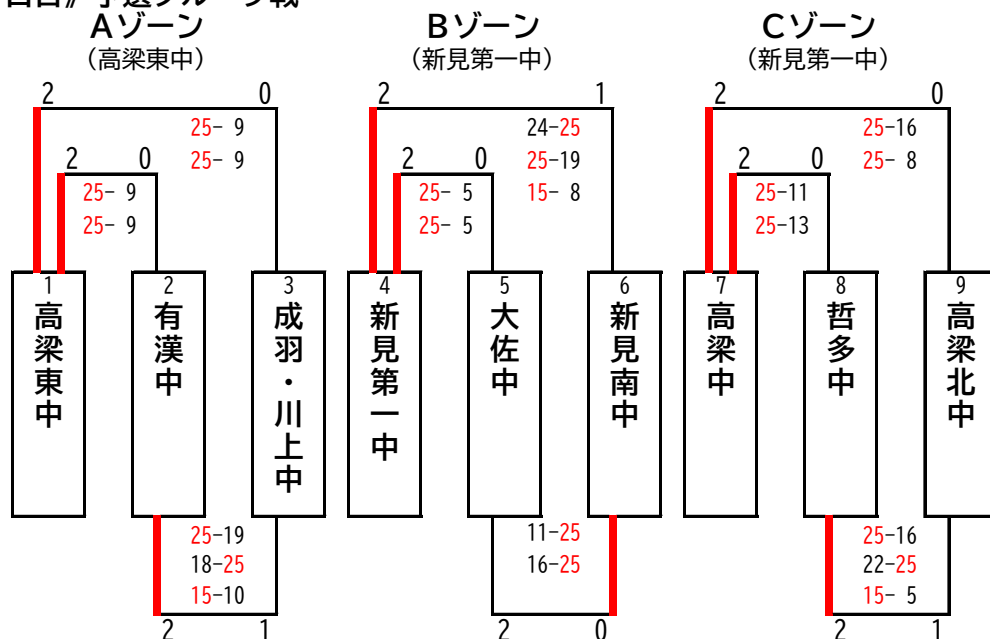 Aゾーン
(高梁東中)
2 0
25- 9
25- 9
2 0
25- 9
25- 9
1
高梁東中
2
有漢中
3
成羽・川上中
25-19
18-25
15-10
2 1
Bゾーン
(新見第一中)
2 1
24-25
25-19
15- 8
2 0
25- 5
25- 5
4
新見第一中
5
大佐中
6
新見南中
11-25
16-25
2 0
Cゾーン
(新見第一中)
2 0
25-16
25- 8
2 0
25-11
25-13
7
高梁中
8
哲多中
9
高梁北中
25-16
22-25
15- 5
2 1